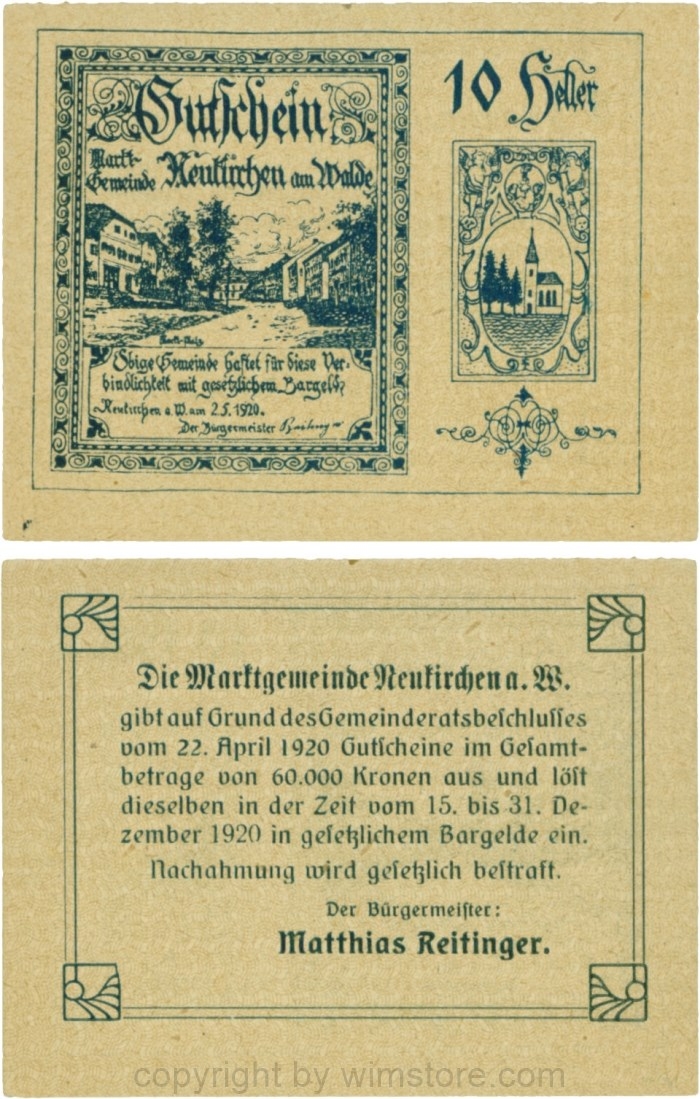 Gutschein
Markt-
Gemeinde Neukirchen am Walde
10 Heller
Markt-Platz
Obige Gemeinde haftet für diese Ver-
bindlichkeit mit gesetzlichem Bargeld.
Neukirchen a. W. am 2.5.1920.
Der Bürgermeister
Die Marktgemeinde Neukirchen a. W.
gibt auf Grund des Gemeinderatsbeschlusses
vom 22. April 1920 Gutscheine im Gesamt-
betrage von 60.000 Kronen aus und löst
dieselben in der Zeit vom 15. bis 31. De-
zember 1920 in gesetzlichem Bargelde ein.
Nachahmung wird gesetzlich bestraft.
Der Bürgermeister:
Matthias Reitinger.
copyright by wimstore.com